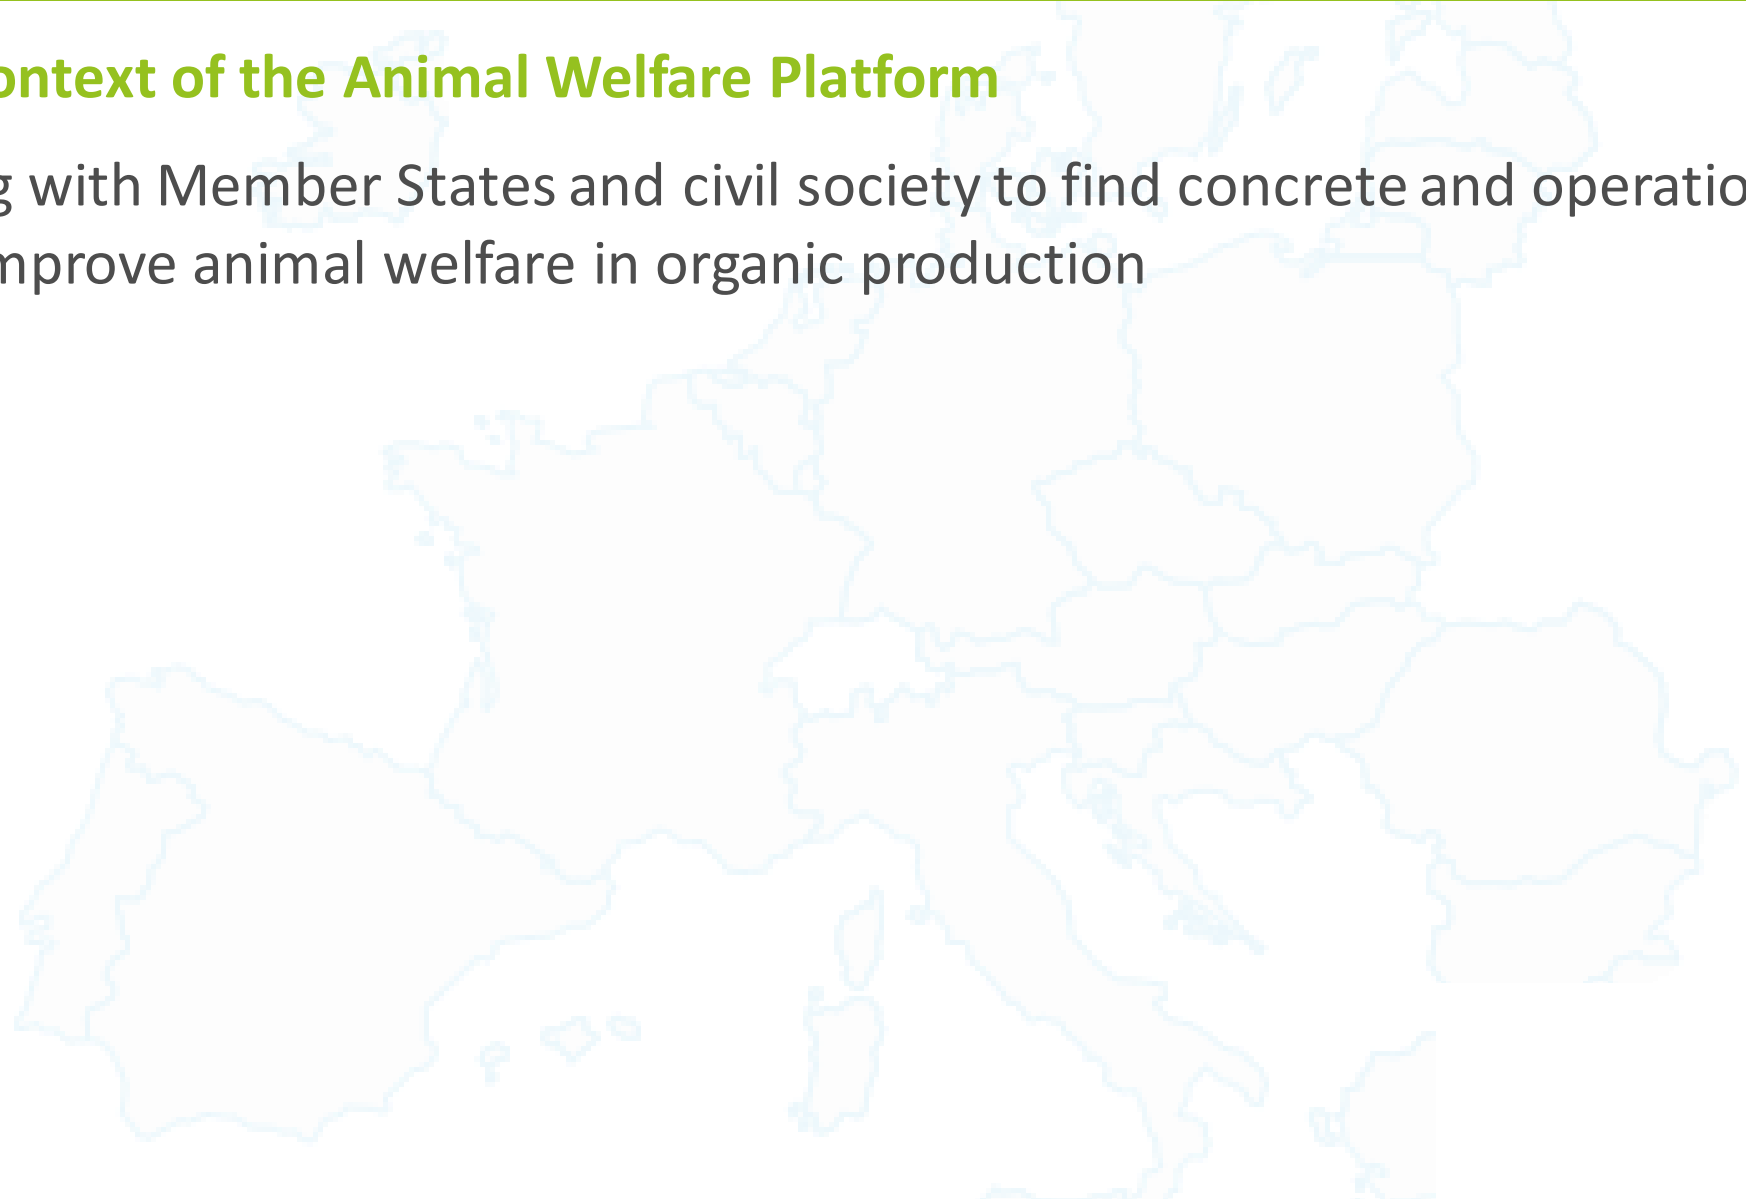 ontext of the Animal Welfare Platform
g with Member States and civil society to find concrete and operatio
mprove animal welfare in organic production